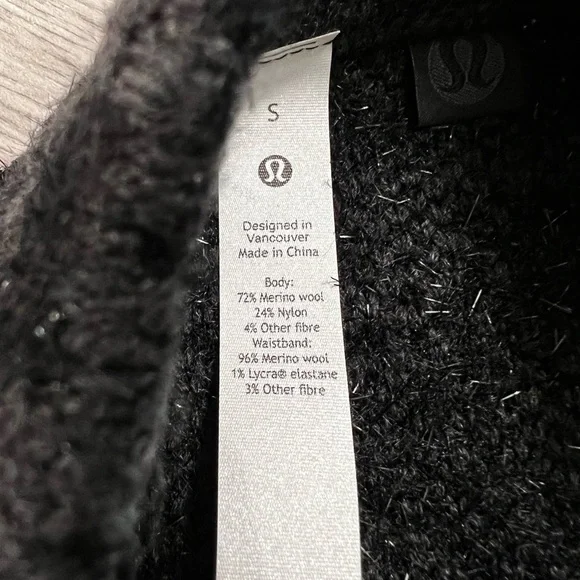 S
Designed in
Vancouver
Made in China
Body:
72% Merino wool
24% Nylon
4% Other fibre
Waistband:
96% Merino wool
1% Lycra® elastane
3% Other fibre